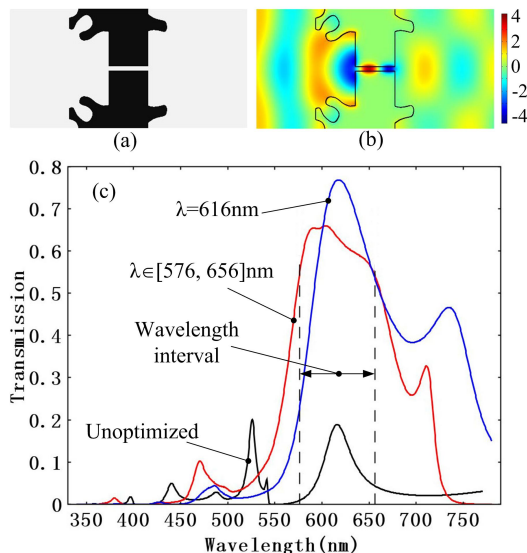 4
2
0
-2
-4
(a)
(b)
0.8
(c)
0.7
λ=616nm
0.6
λ∈[576, 656]nm
0.5
0.4
Wavelength
interval
0.3
Unoptimized
0.2
0.1
0
350 400 450 500 550 600 650 700 750
Transmission
Wavelength(nm)